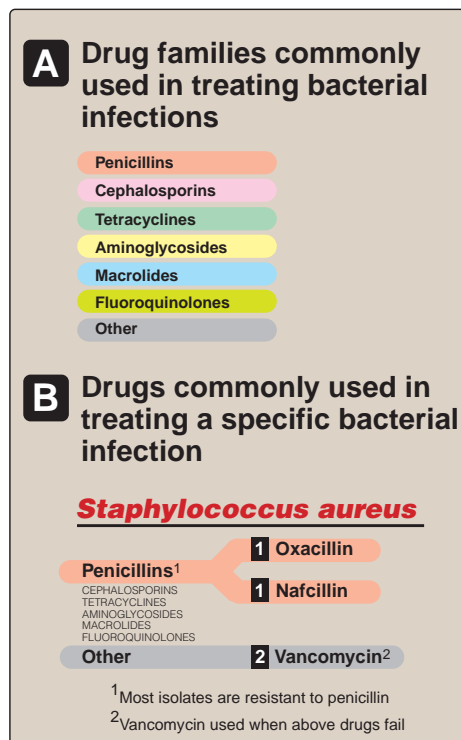 A Drug families commonly
used in treating bacterial
infections
Penicillins
Cephalosporins
Tetracyclines
Aminoglycosides
Macrolides
Fluoroquinolones
Other
B Drugs commonly used in
treating a specific bacterial
infection
Staphylococcus aureus
1 Oxacillin
Penicillins1
1 Nafcillin
CEPHALOSPORINS
TETRACYCLINES
AMINOGLYCOSIDES
MACROLIDES
FLUOROQUINOLONES
Other 2 Vancomycin2
1Most isolates are resistant to penicillin
2Vancomycin used when above drugs fail